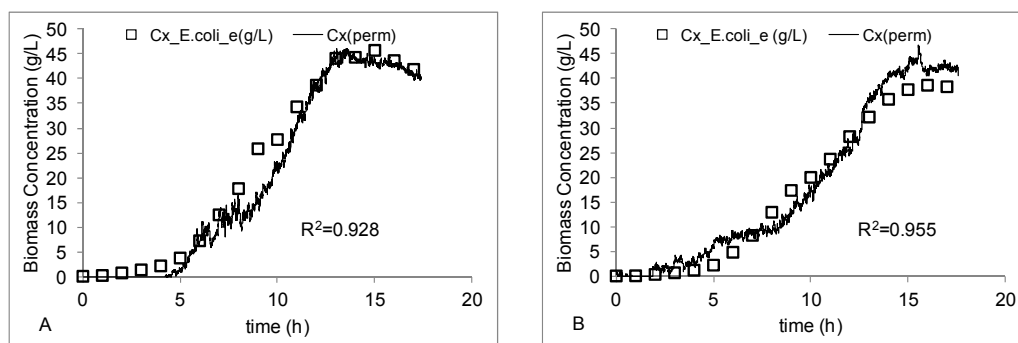 Cx_E.coli_e(g/L) Cx(perm)
Biomass Concentration (g/L)
50
45
40
35
30
25
20
15
10
5
0
R²=0.928
0 5 10 15 20
time (h)
A
Cx_E.coli_e (g/L) Cx(perm)
Biomass Concentration (g/L)
50
45
40
35
30
25
20
15
10
5
0
R²=0.955
0 5 10 15 20
time (h)
B